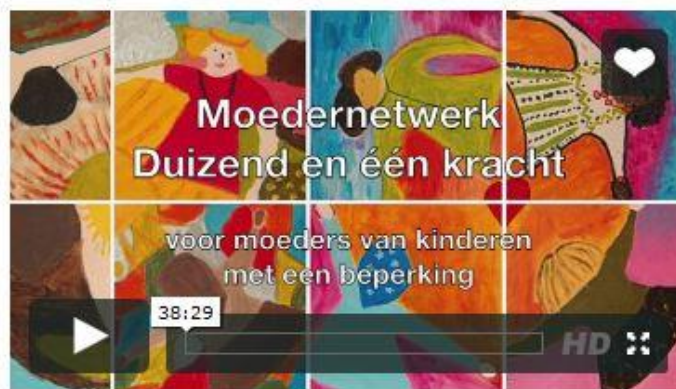 Moedernetwerk
Duizend en één kracht
voor moeders van kinderen
met een beperking
38:29
HD